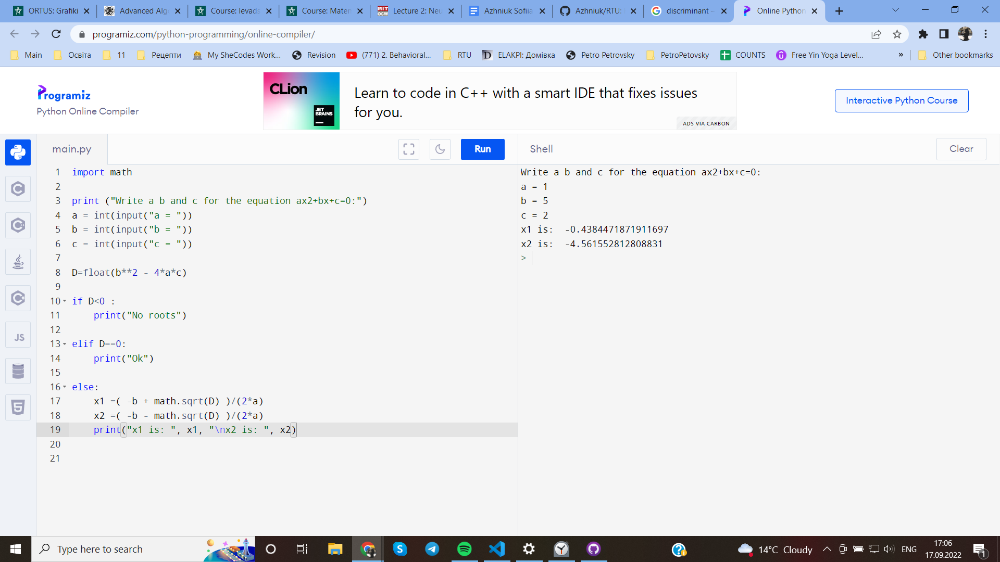 ORTUS: Grafiki
Advanced Algo
Course: Ievads
Course: Matem
Lecture 2: Neu
Azhniuk Sofiia
Azhniuk/RTU:
discriminant –
Online Python
programiz.com/python-programming/online-compiler/
Main
Освіта
11
Рецепти
My SheCodes Work...
Revision
(771) 2. Behavioral...
RTU
ELAKPI: Домівка
Petro Petrovsky
PetroPetovsky
COUNTS
Free Yin Yoga Level...
»
Other bookmarks
Programiz
Python Online Compiler
CLion
JET
BRAINS
Learn to code in C++ with a smart IDE that fixes issues
for you.
ADS VIA CARBON
Interactive Python Course
main.py
Run
Shell
Clear
1 import math
2
3 print ("Write a b and c for the equation ax2+bx+c=0:")
4 a = int(input("a = "))
5 b = int(input("b = "))
6 c = int(input("c = "))
7
8 D=float(b**2 - 4*a*c)
9
10 if D<0 :
11     print("No roots")
12
13 elif D==0:
14     print("Ok")
15
16 else:
17     x1 =( -b + math.sqrt(D) )/(2*a)
18     x2 =( -b - math.sqrt(D) )/(2*a)
19     print("x1 is: ", x1, "\nx2 is: ", x2)
20
21
Write a b and c for the equation ax2+bx+c=0:
a = 1
b = 5
c = 2
x1 is:  -0.4384471871911697
x2 is:  -4.561552812808831
>
JS
Type here to search
14°C Cloudy
ENG
17:06
17.09.2022
1